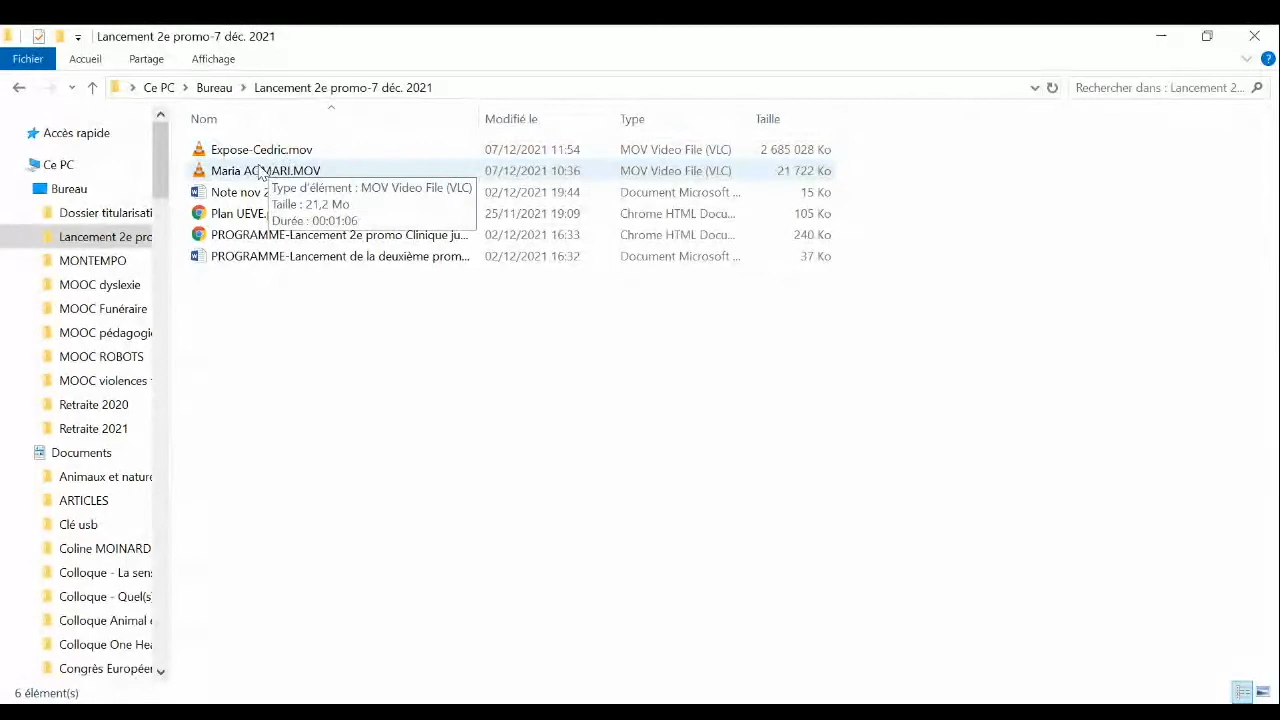 Lancement 2e promo-7 déc. 2021
Fichier Accueil Partage Affichage
Ce PC Bureau Lancement 2e promo-7 déc. 2021 Rechercher dans : Lancement 2...
Nom Modifié le Type Taille
Accès rapide
Ce PC
Bureau
Dossier titularisati
Lancement 2e pro
MONTEMPO
MOOC dyslexie
MOOC Funéraire
MOOC pédagogi
MOOC ROBOTS
MOOC violences
Retraite 2020
Retraite 2021
Documents
Animaux et nature
ARTICLES
Clé usb
Coline MOINARD
Colloque - La sen
Colloque - Quel(s)
Colloque Animal
Colloque One Hea
Congrès Européer
Expose-Cedric.mov 07/12/2021 11:54 MOV Video File (VLC) 2 685 028 Ko
Maria MARI.MOV 07/12/2021 10:36 MOV Video File (VLC) 21 722 Ko
Note nov 2 02/12/2021 19:44 Document Microsoft ... 15 Ko
Plan UEVE. 25/11/2021 19:09 Chrome HTML Docu... 105 Ko
PROGRAMME-Lancement 2e promo Clinique ju... 02/12/2021 16:33 Chrome HTML Docu... 240 Ko
PROGRAMME-Lancement de la deuxième prom... 02/12/2021 16:32 Document Microsoft ... 37 Ko
Type d'élément : MOV Video File (VLC)
Taille : 21,2 Mo
Durée : 00:01:06
6 élément(s)